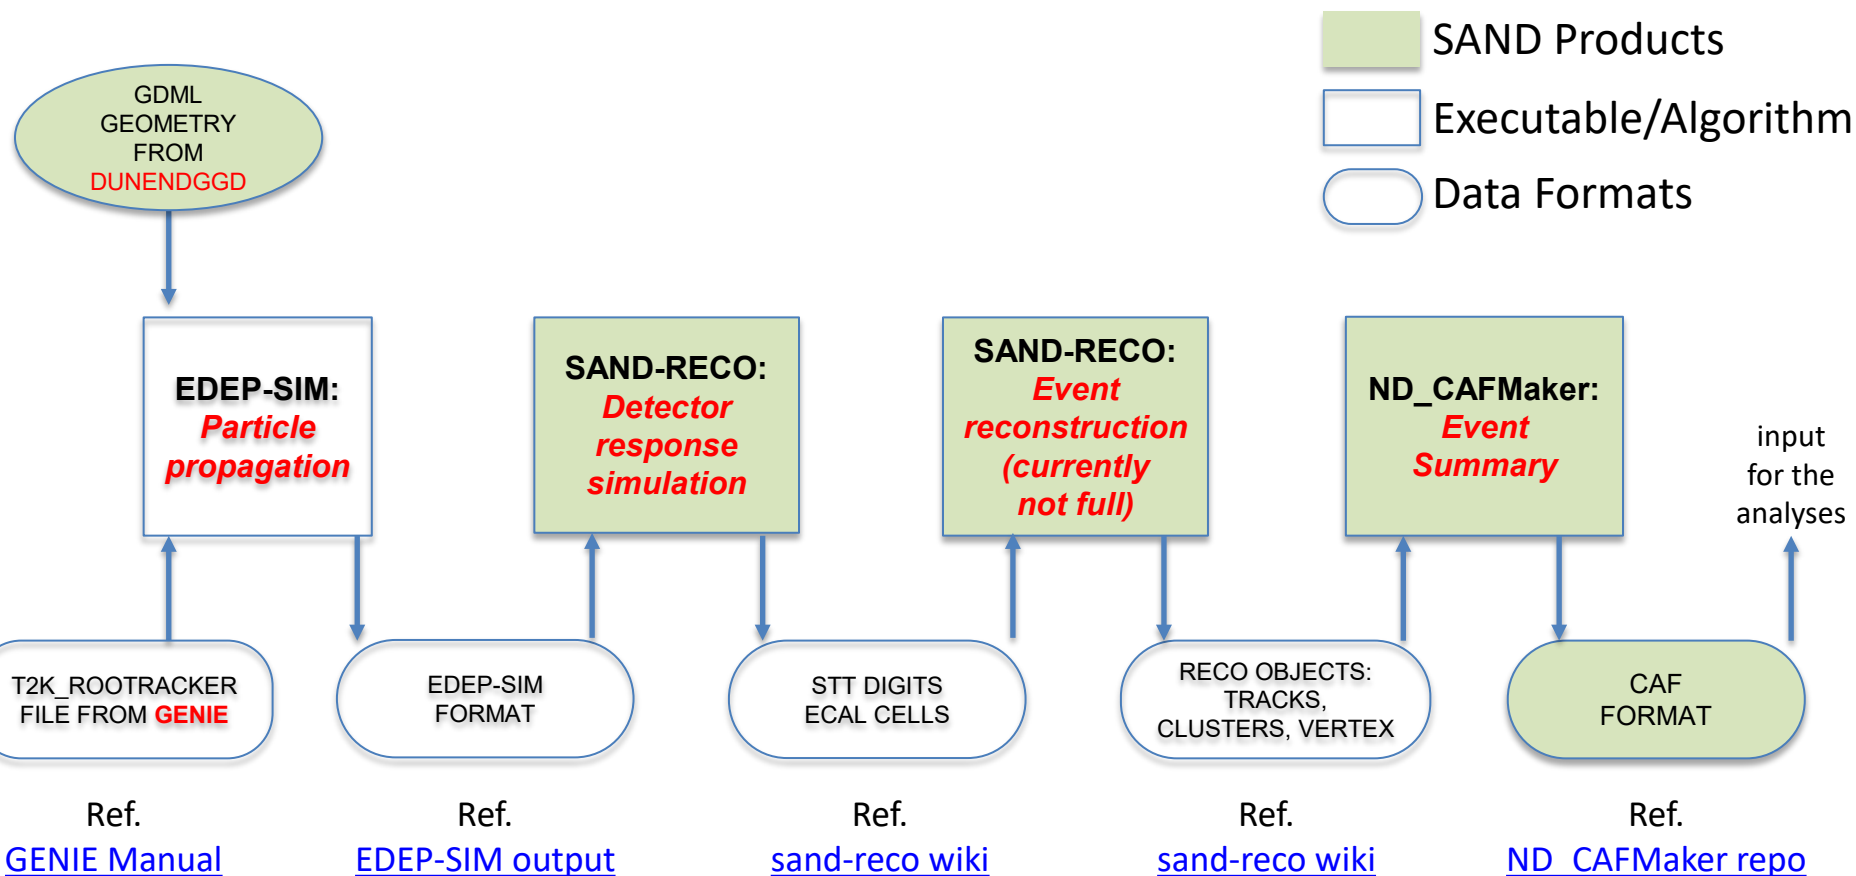 SAND Products
Executable/Algorithm
Data Formats
GDML
GEOMETRY
FROM
DUNENDGGD
EDEP-SIM:
Particle
propagation
SAND-RECO:
Detector
response
simulation
SAND-RECO:
Event
reconstruction
(currently
not full)
ND_CAFMaker:
Event
Summary
input
for the
analyses
T2K_ROOTRACKER
FILE FROM GENIE
EDEP-SIM
FORMAT
STT DIGITS
ECAL CELLS
RECO OBJECTS:
TRACKS,
CLUSTERS, VERTEX
CAF
FORMAT
Ref.
GENIE Manual
Ref.
EDEP-SIM output
Ref.
sand-reco wiki
Ref.
sand-reco wiki
Ref.
ND_CAFMaker repo